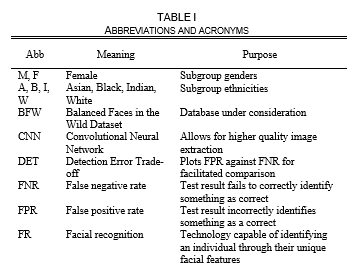 TABLE I
ABBREVIATIONS AND ACRONYMS
Abb Meaning Purpose
M, F Female Subgroup genders
A, B, I, Asian, Black, Indian, Subgroup ethnicities
W White
BFW Balanced Faces in the Database under consideration
Wild Dataset
CNN Convolutional Neural Allows for higher quality image
Network extraction
DET Detection Error Trade- Plots FPR against FNR for
off facilitated comparison
FNR False negative rate Test result fails to correctly identify
something as correct
FPR False positive rate Test result incorrectly identifies
something as a correct
FR Facial recognition Technology capable of identifying
an individual through their unique
facial features